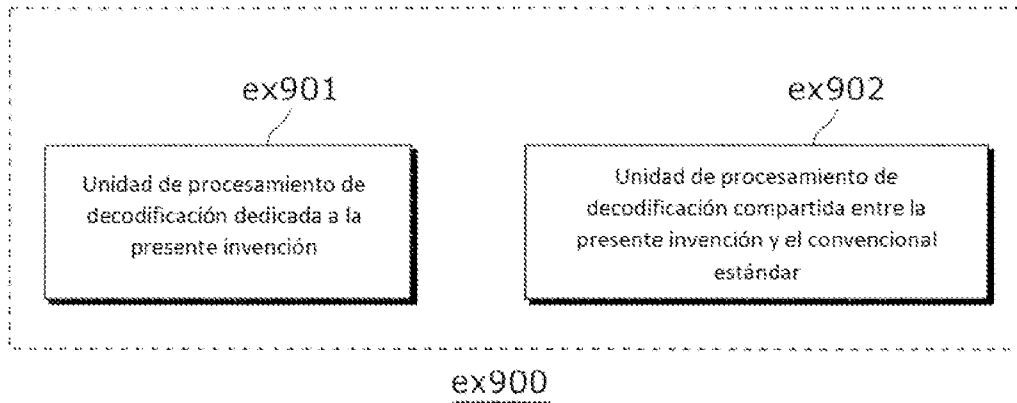 ex901
ex902
Unidad de procesamiento de
decodificación dedicada a la
presente invención
Unidad de procesamiento de
decodificación compartida entre la
presente invención y el convencional
estándar
ex900